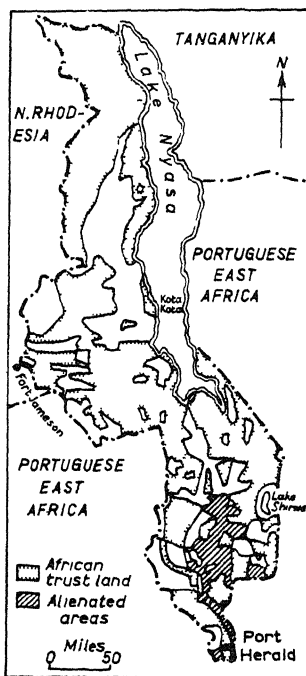 TANGANYIKA
N
Lake Nyasa
N. RHOD-
ESIA
PORTUGUESE
EAST
AFRICA
Kota
Kota
Fort Jameson
PORTUGUESE
EAST
AFRICA
Lake
Shirwa
African
trust land
Alienated
areas
Miles
0 50
Port
Herald